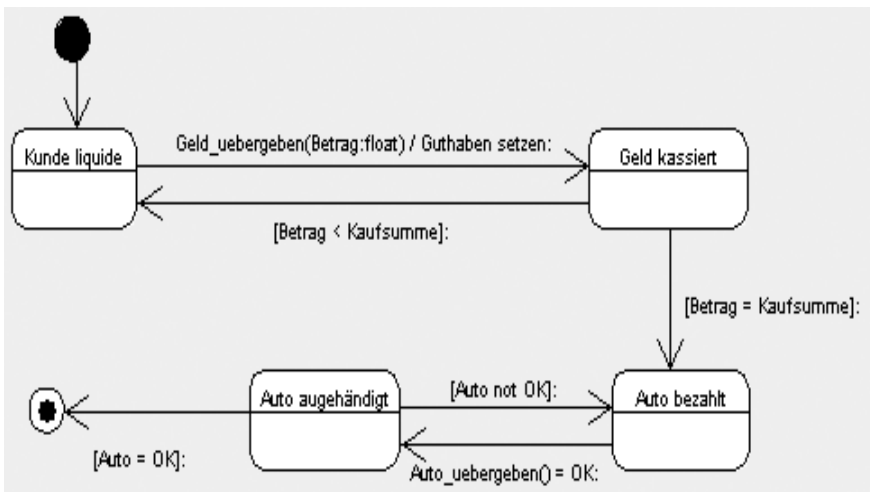 Geld_uebergeben(Betrag:float) / Guthaben setzen:
Kunde liquide
Geld kassiert
[Betrag < Kaufsumme]:
[Betrag = Kaufsumme]:
Auto augehändigt
[Auto not OK]:
Auto bezahlt
[Auto = OK]:
Auto_uebergeben() = OK: